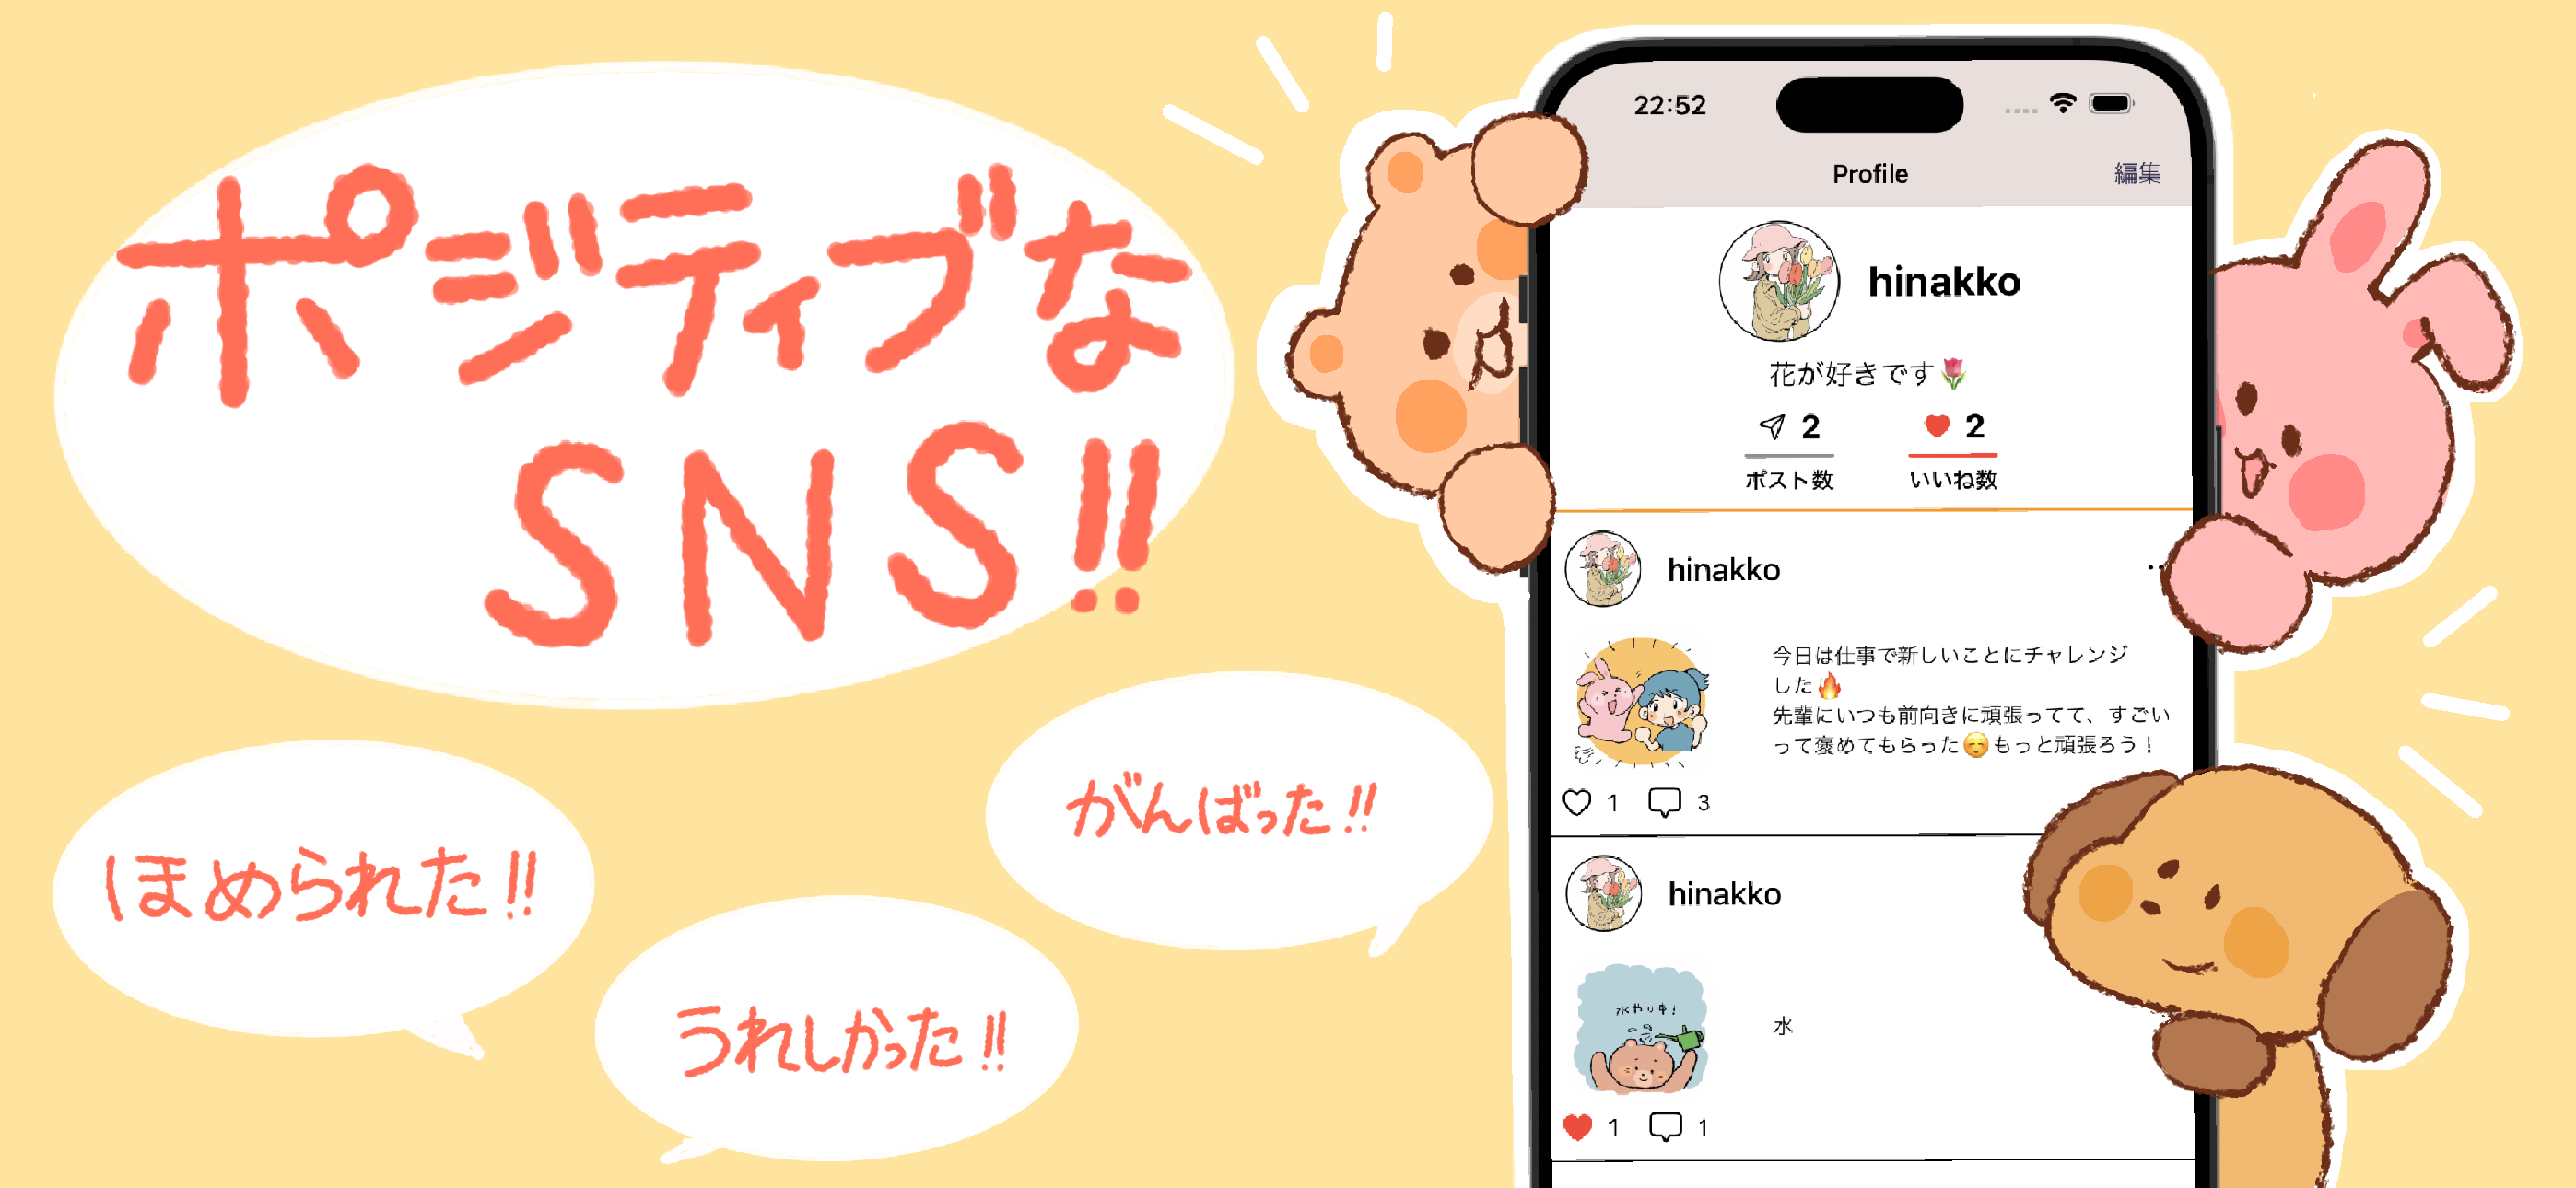 ポジティブな
SNS!!
ほめられた!!
うれしかった!!
がんばった!!
22:52
Profile
編集
hinakko
花が好きです🌷
2
2
ポスト数
いいね数
hinakko
今日は仕事で新しいことにチャレンジ
した🔥
先輩にいつも前向きに頑張ってて、すごい
って褒めてもらった☺️もっと頑張ろう！
1
3
hinakko
水やり中!
水
1
1